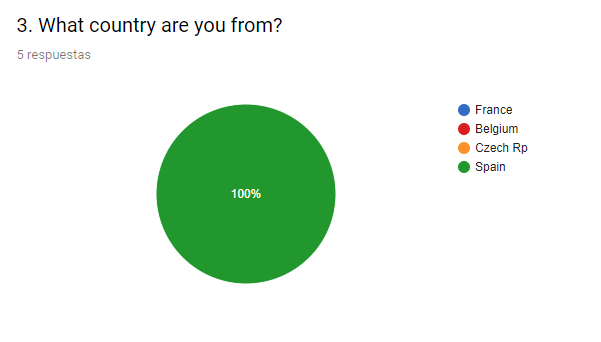 3. What country are you from?
5 respuestas
France
Belgium
Czech Rp
Spain
100%